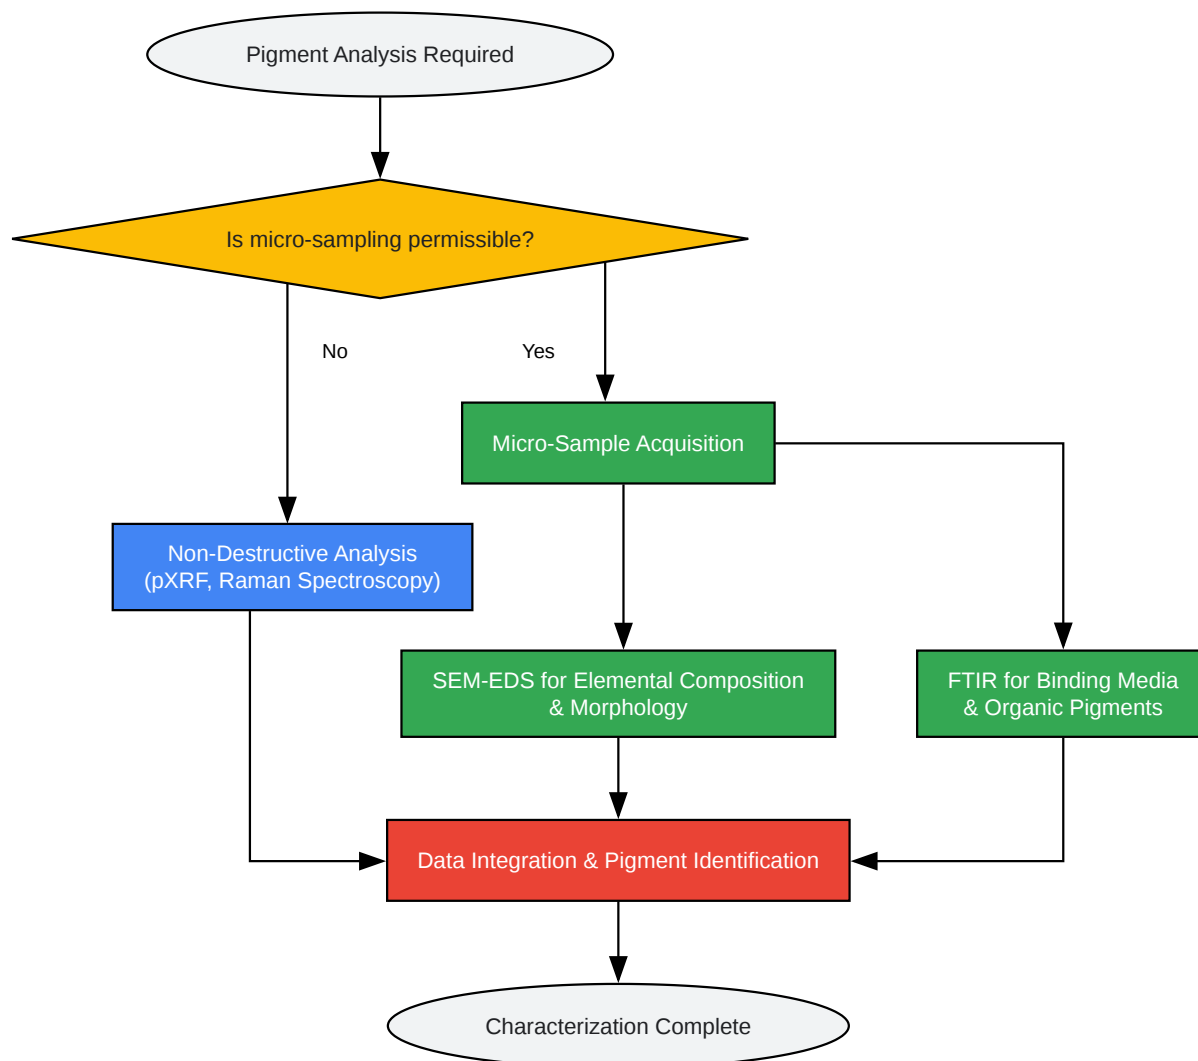 Pigment Analysis Required
Is micro-sampling permissible?
No
Yes
Micro-Sample Acquisition
Non-Destructive Analysis
(pXRF, Raman Spectroscopy)
SEM-EDS for Elemental Composition
& Morphology
FTIR for Binding Media
& Organic Pigments
Data Integration & Pigment Identification
Characterization Complete